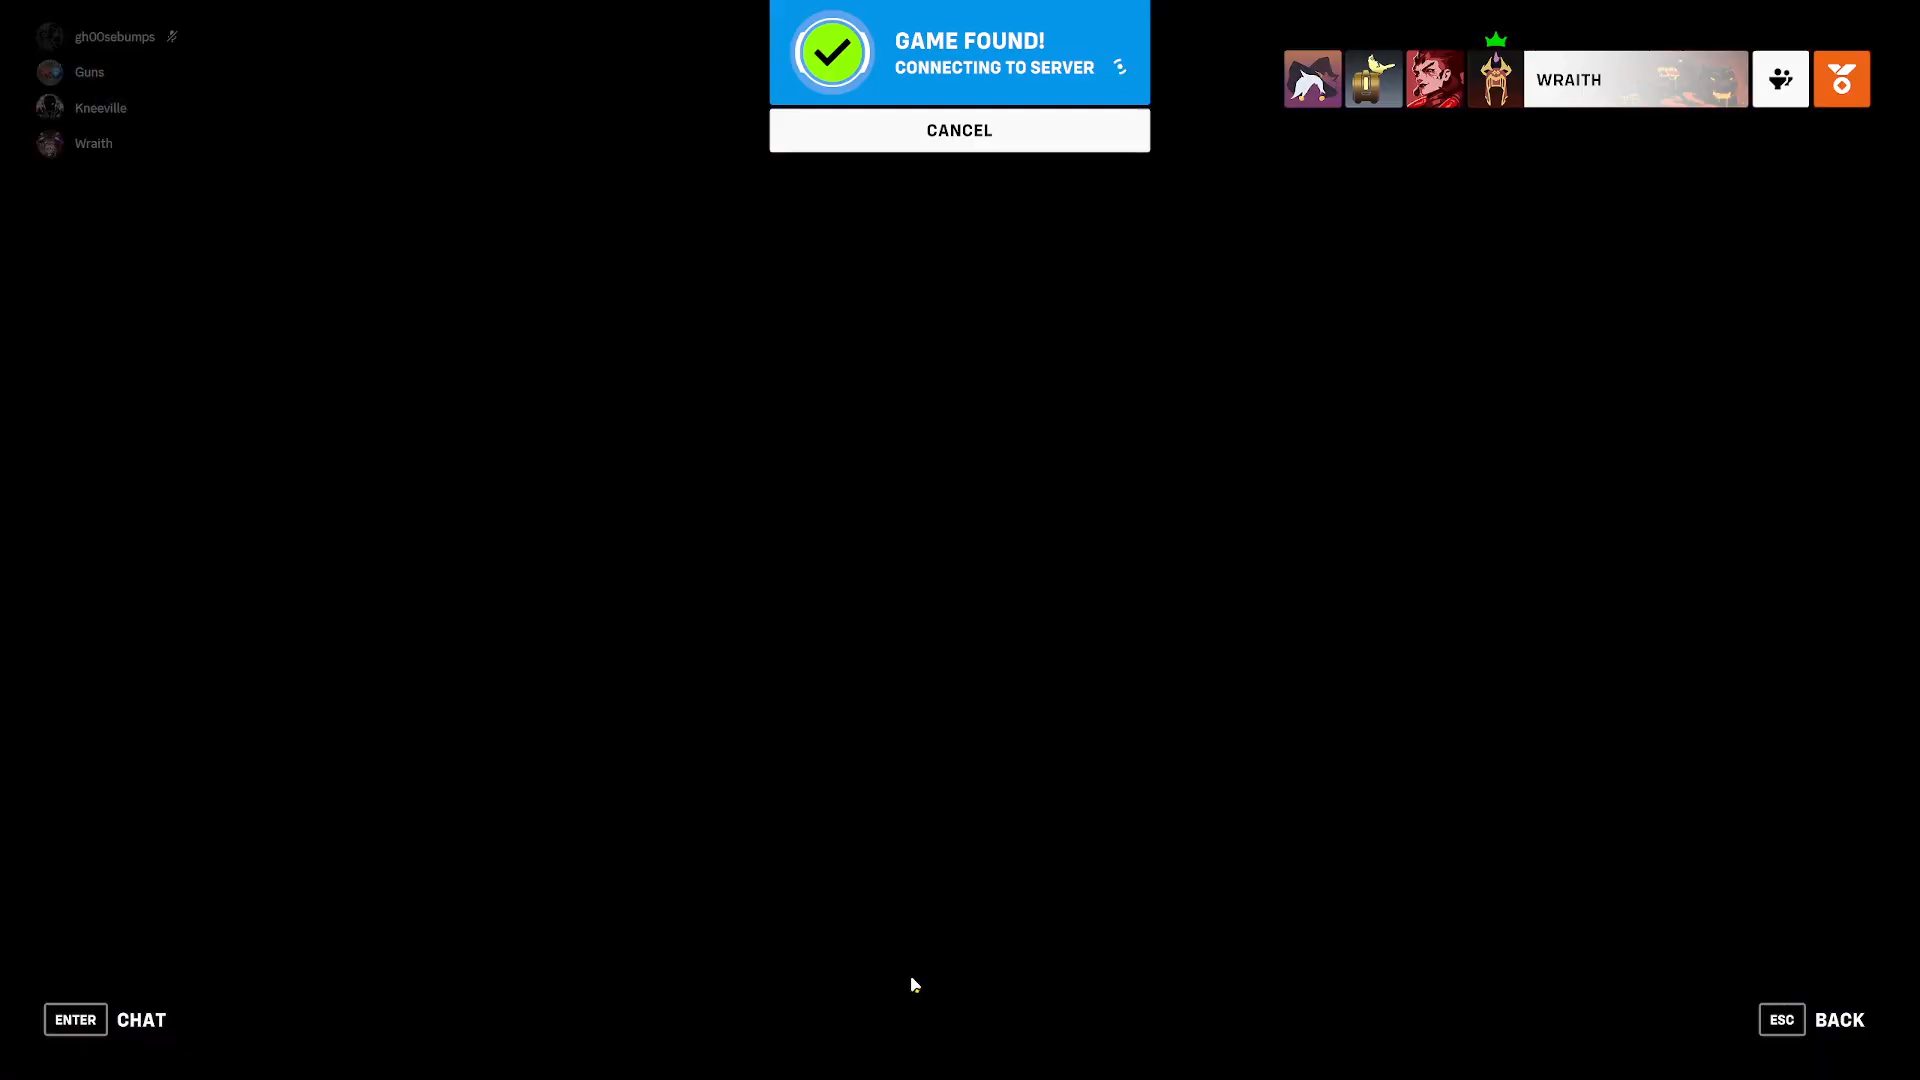 gh00sebumps
Guns
Kneeville
Wraith
GAME FOUND!
CONNECTING TO SERVER
CANCEL
WRAITH
ENTER CHAT
ESC BACK